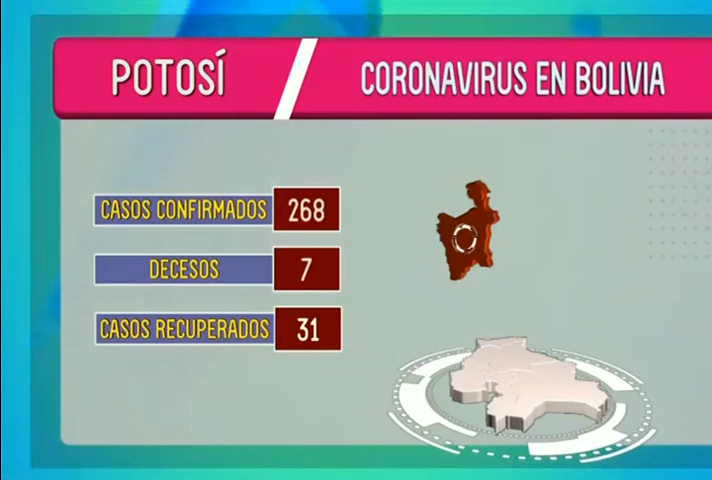 POTOSÍ
CORONAVIRUS EN BOLIVIA
CASOS CONFIRMADOS 268
DECESOS 7
CASOS RECUPERADOS 31